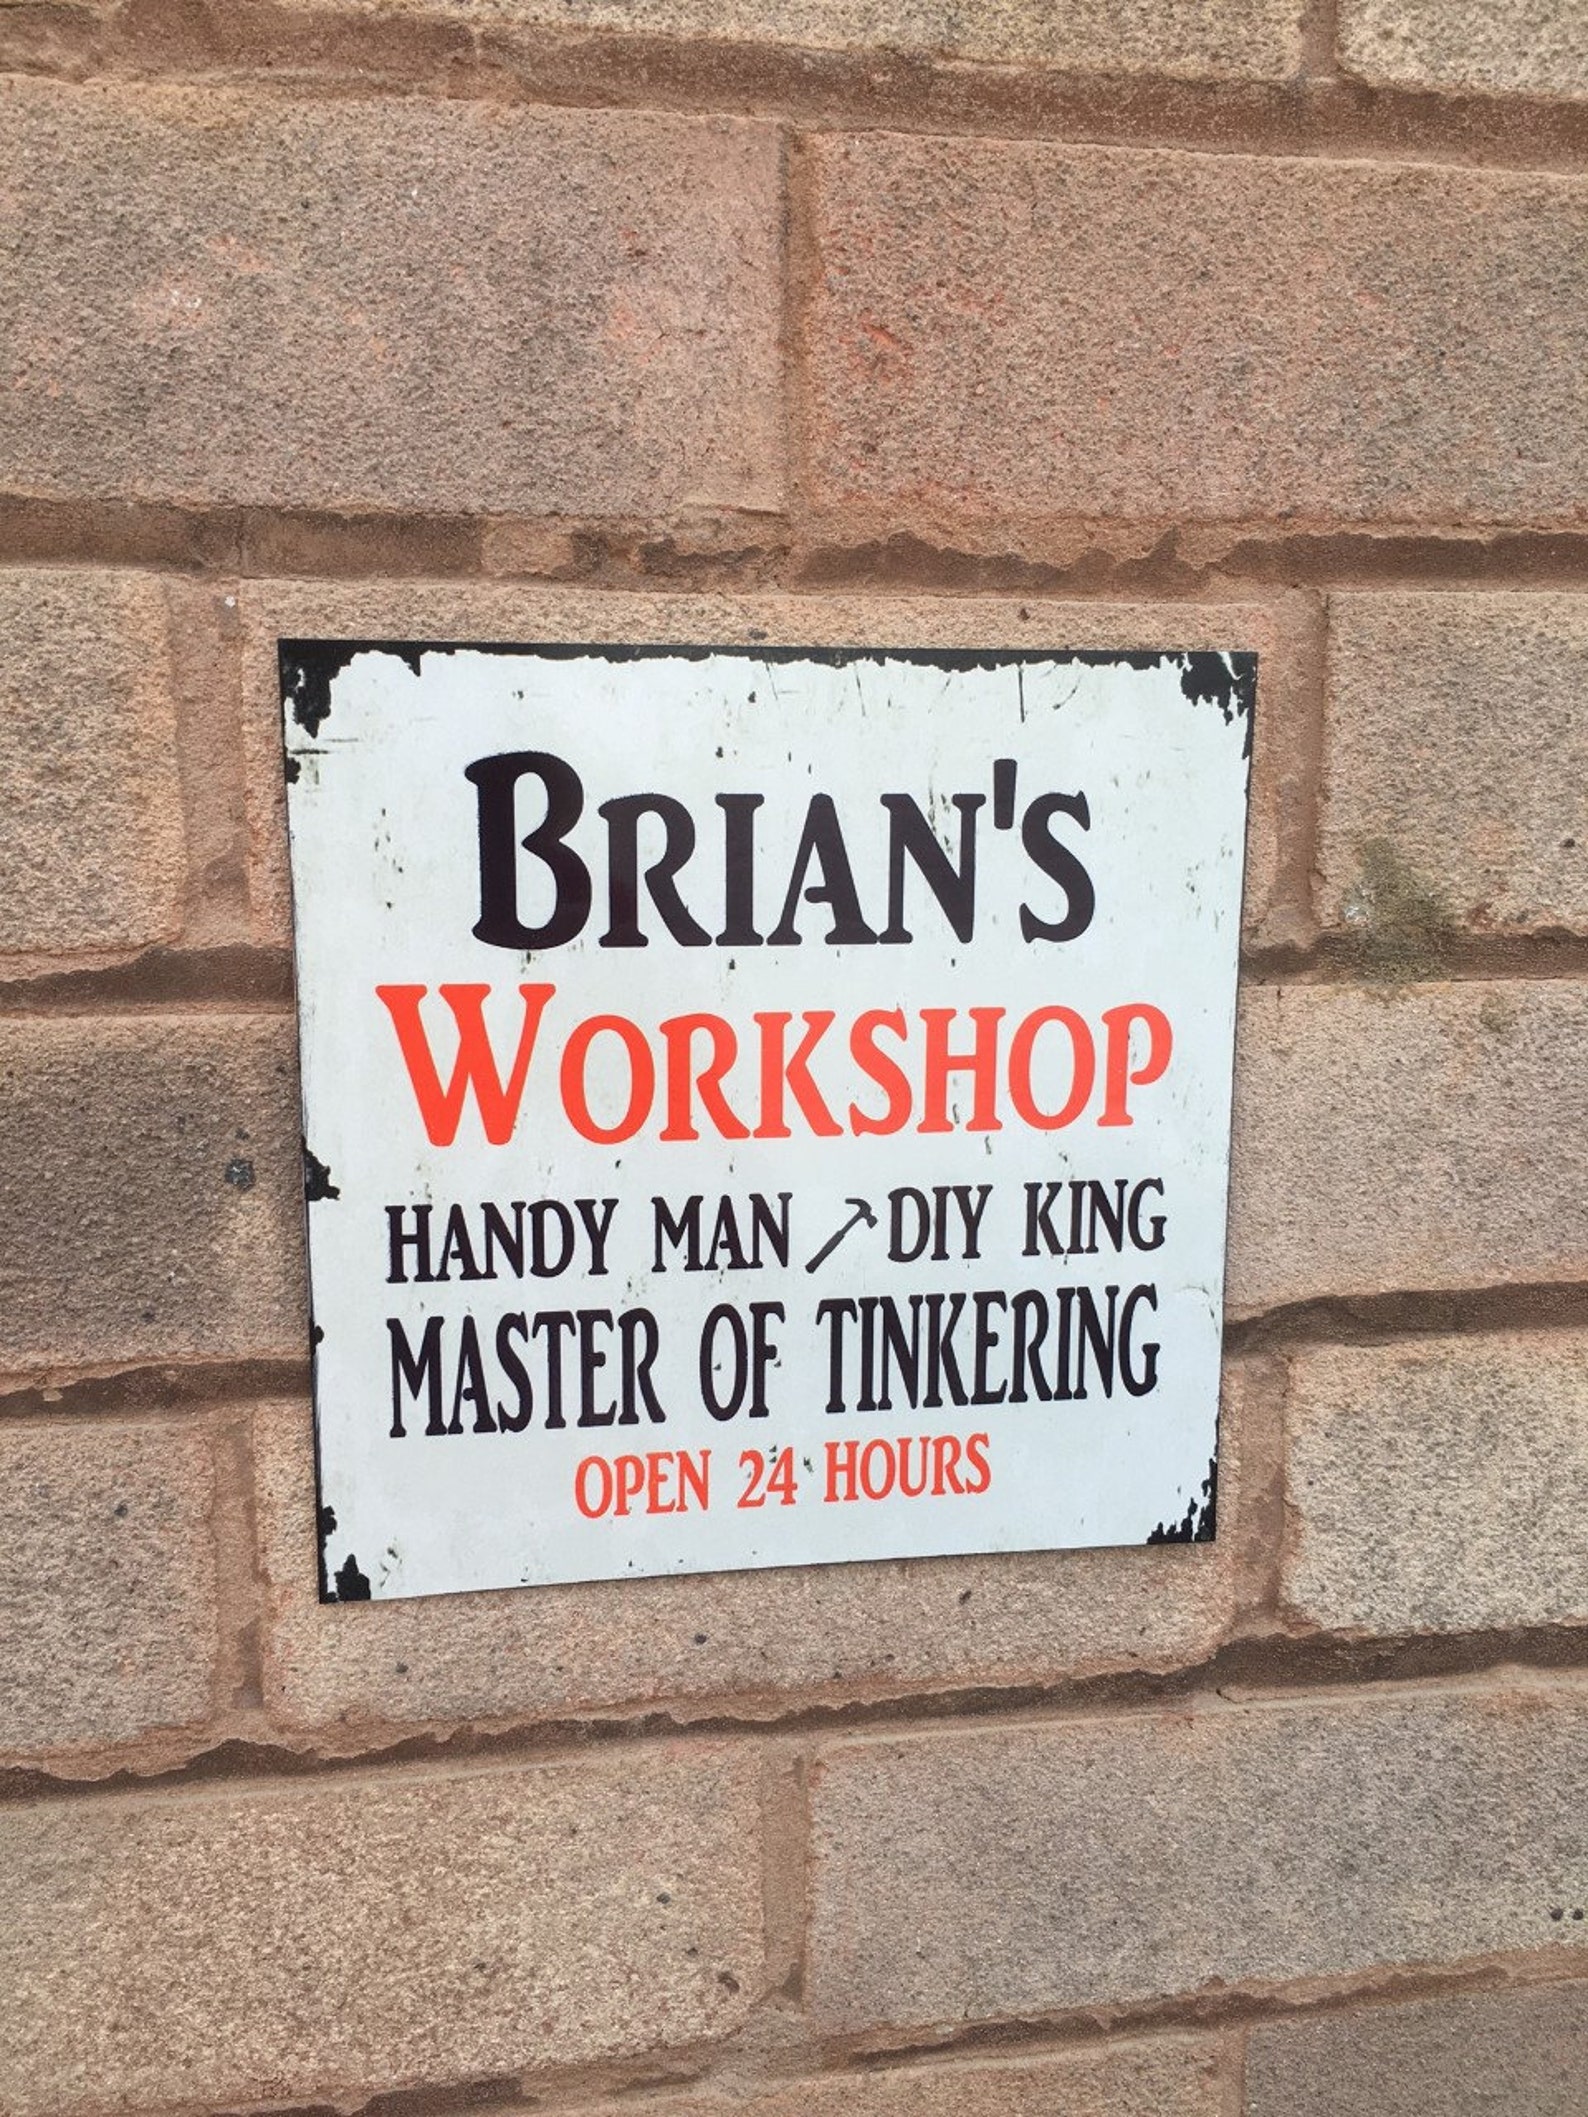 BRIAN'S
WORKSHOP
HANDY MAN DIY KING
MASTER OF TINKERING
OPEN 24 HOURS